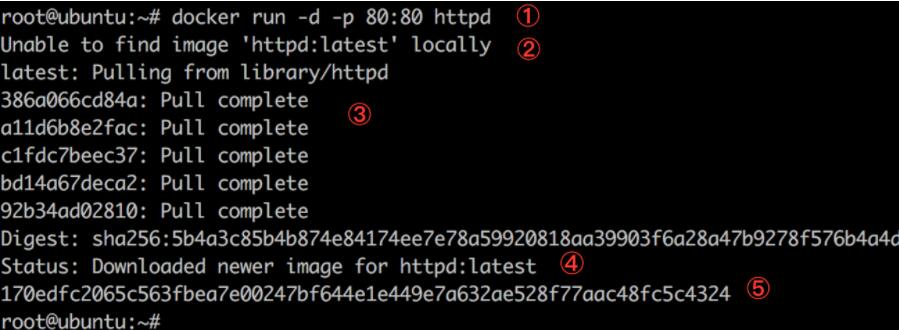 root@ubuntu:~# docker run -d -p 80:80 httpd ①
Unable to find image 'httpd:latest' locally ②
latest: Pulling from library/httpd
386a066cd84a: Pull complete ③
a11d6b8e2fac: Pull complete
c1fdc7beec37: Pull complete
bd14a67deca2: Pull complete
92b34ad02810: Pull complete
Digest: sha256:5b4a3c85b4b874e84174ee7e78a59920818aa39903f6a28a47b9278f576b4a4d
Status: Downloaded newer image for httpd:latest ④
170edfc2065c563fbea7e00247bf644e1e449e7a632ae528f77aac48fc5c4324 ⑤
root@ubuntu:~#